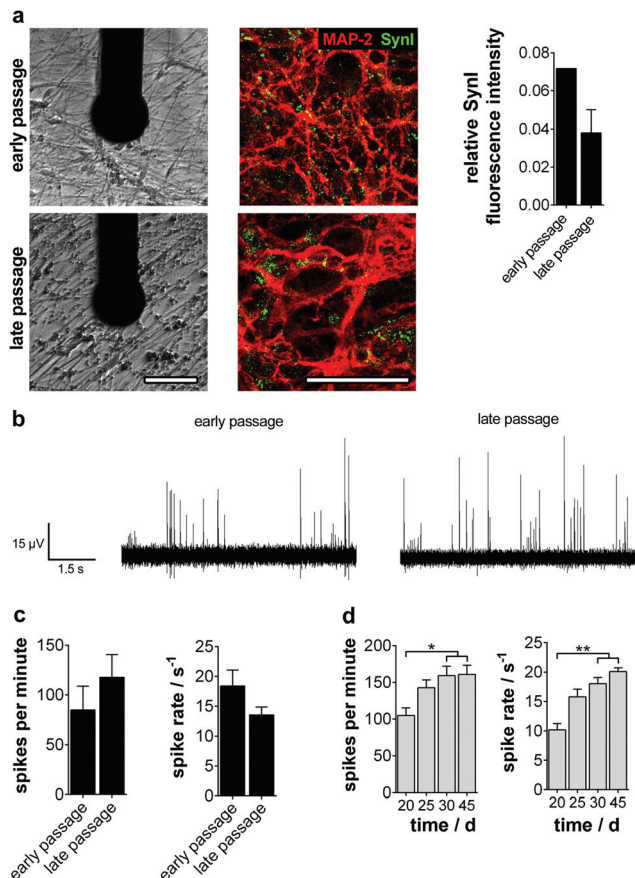 a
early passage
late passage
MAP-2 SynI
relative SynI
fluorescence intensity
0.08
0.06
0.04
0.02
0.00
early passage
late passage
b
early passage
late passage
15 µV
1.5 s
c
spikes per minute
150
100
50
0
early passage
late passage
spike rate / s⁻¹
25
20
15
10
5
0
early passage
late passage
d
spikes per minute
200
150
100
50
0
*
20 25 30 45
time / d
spike rate / s⁻¹
25
20
15
10
5
0
**
20 25 30 45
time / d